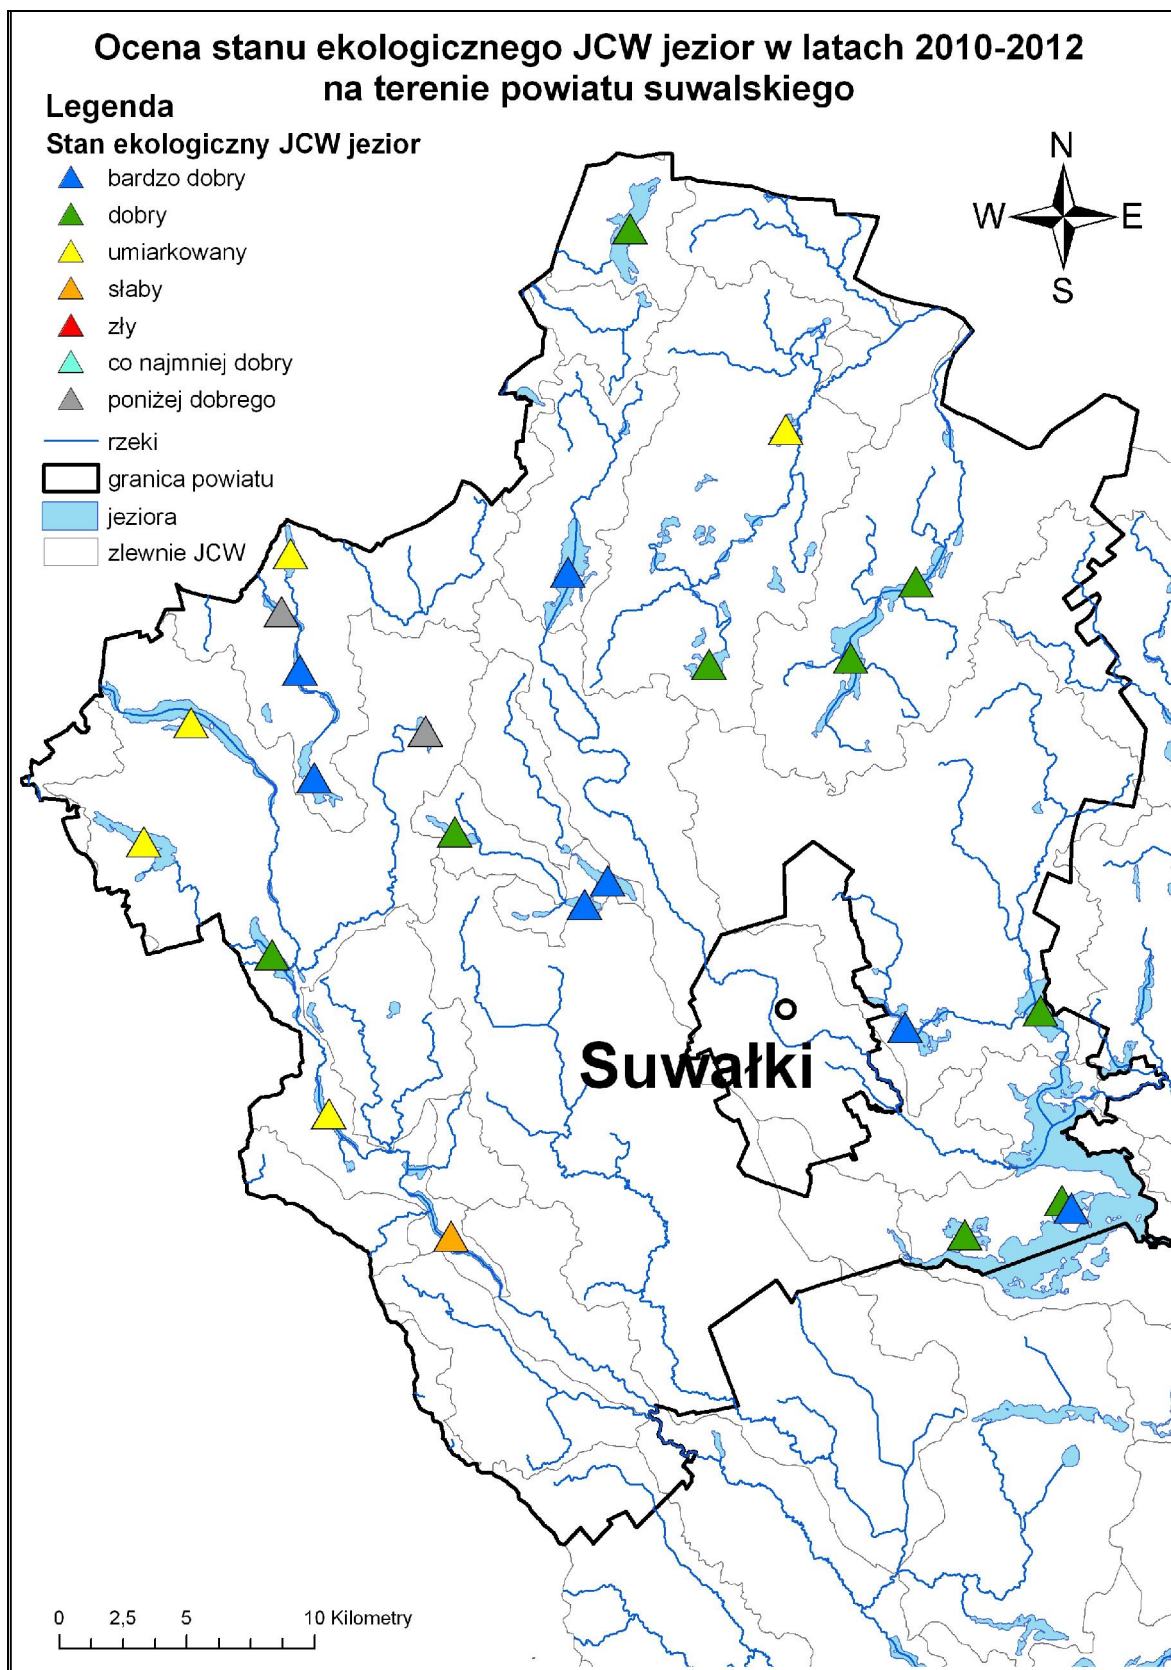 Ocena stanu ekologicznego JCW jezior w latach 2010-2012
na terenie powiatu suwalskiego
Legenda
Stan ekologiczny JCW jezior
bardzo dobry
dobry
umiarkowany
słaby
zły
co najmniej dobry
poniżej dobrego
rzeki
granica powiatu
jeziora
zlewnie JCW
N
W E
S
Suwałki
0 2,5 5 10 Kilometry